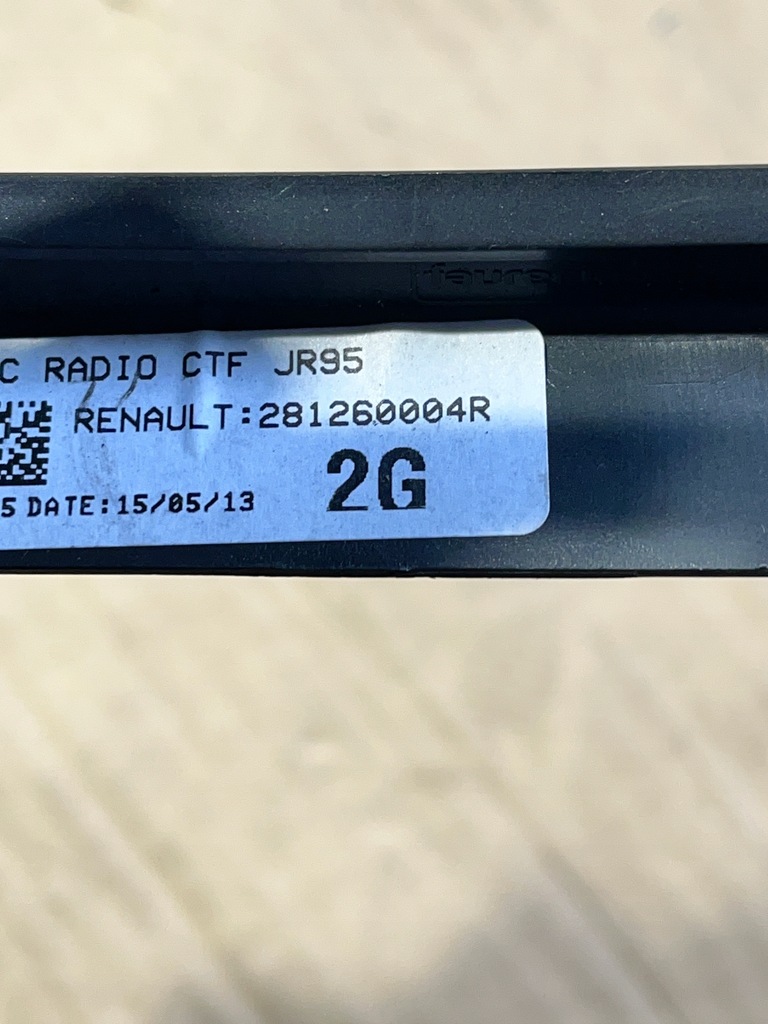 C RADIO CTF JR95
RENAULT:281260004R
5 DATE:15/05/13
2G